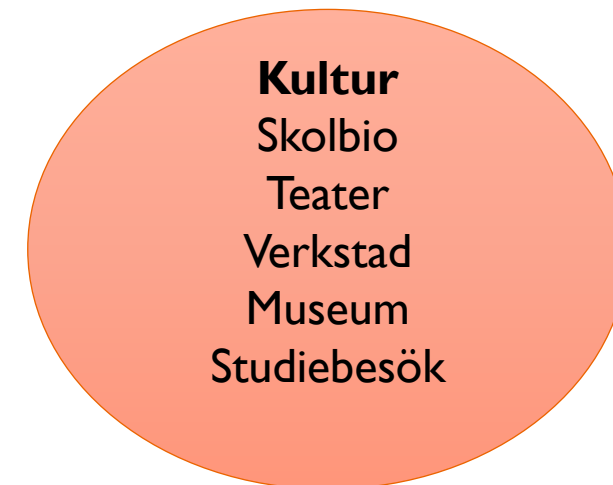 Kultur
Skolbio
Teater
Verkstad
Museum
Studiebesök